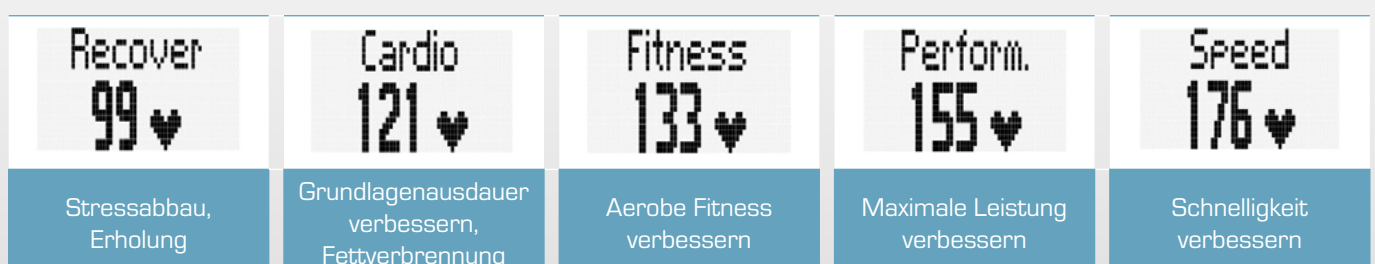 Recover
99 ♥
Cardio
121 ♥
Fitness
133 ♥
Perform.
155 ♥
Speed
176 ♥
Stressabbau,
Erholung
Grundlagenausdauer
verbessern,
Fettverbrennung
Aerobe Fitness
verbessern
Maximale Leistung
verbessern
Schnelligkeit
verbessern